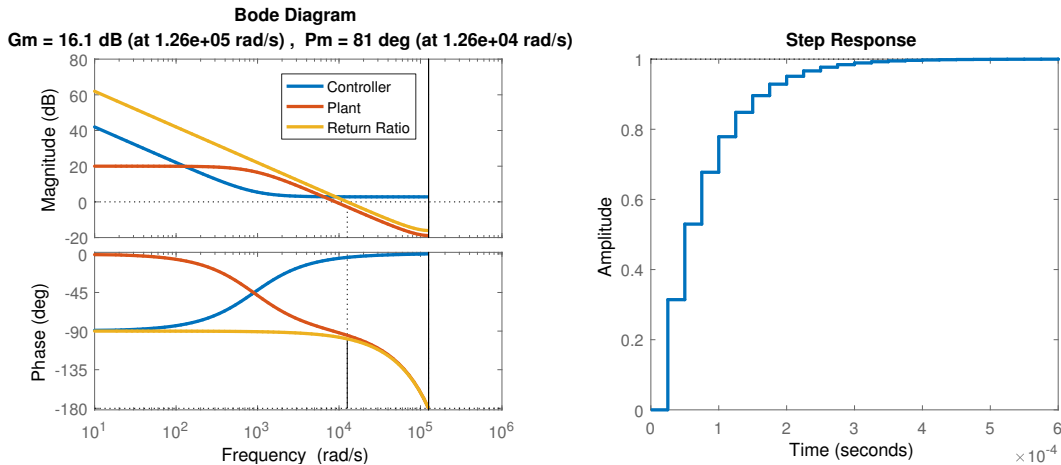 Bode Diagram
Gm = 16.1 dB (at 1.26e+05 rad/s) , Pm = 81 deg (at 1.26e+04 rad/s)
Magnitude (dB)
80
60
40
20
0
-20
Controller
Plant
Return Ratio
Phase (deg)
0
-45
-90
-135
-180
10^1 10^2 10^3 10^4 10^5 10^6
Frequency (rad/s)
Step Response
Amplitude
1
0.8
0.6
0.4
0.2
0
0 1 2 3 4 5 6
Time (seconds)
×10^-4